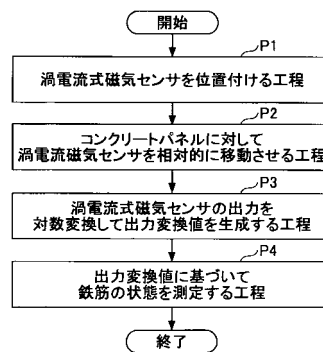 開始
P1
渦電流式磁気センサを位置付ける工程
P2
コンクリートパネルに対して
渦電流磁気センサを相対的に移動させる工程
P3
渦電流式磁気センサの出力を
対数変換して出力変換値を生成する工程
P4
出力変換値に基づいて
鉄筋の状態を測定する工程
終了